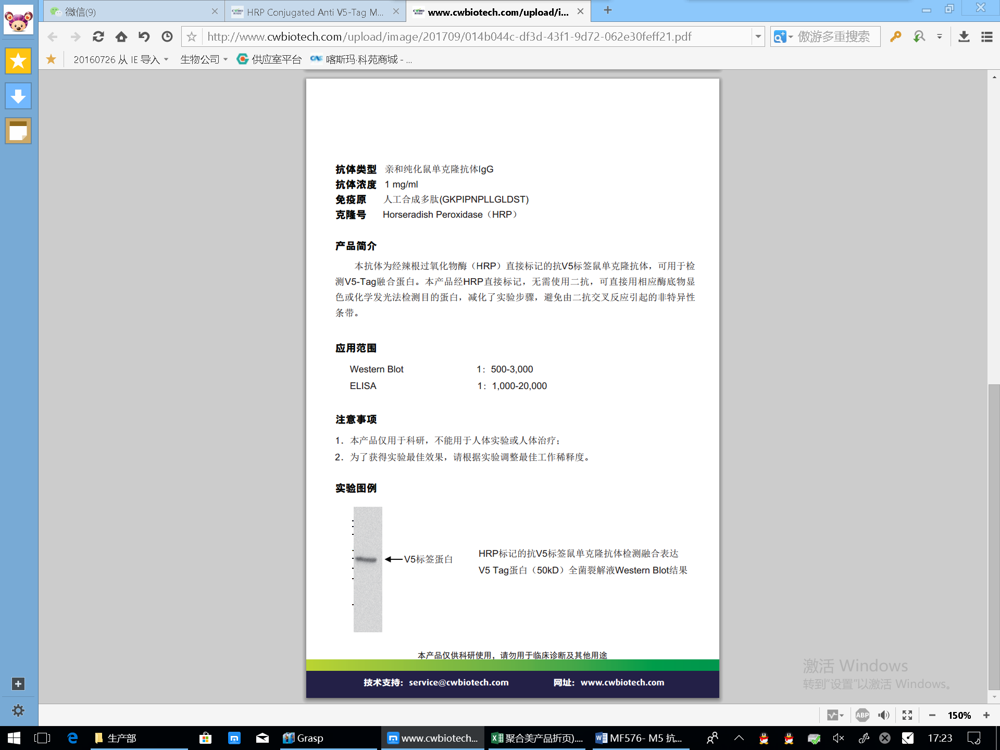 微信(9)
HRP Conjugated Anti V5-Tag M...
www.cwbiotech.com/upload/i...
http://www.cwbiotech.com/upload/image/201709/014b044c-df3d-43f1-9d72-062e30feff21.pdf
傲游多重搜索
20160726 从 IE 导入
生物公司
供应室平台
喀斯玛·科苑商城 - ...
抗体类型 亲和纯化鼠单克隆抗体IgG
抗体浓度 1 mg/ml
免疫原 人工合成多肽(GKPIPNPLLGLDST)
克隆号 Horseradish Peroxidase（HRP）
产品简介
本抗体为经辣根过氧化物酶（HRP）直接标记的抗V5标签鼠单克隆抗体，可用于检
测V5-Tag融合蛋白。本产品经HRP直接标记，无需使用二抗，可直接用相应酶底物显
色或化学发光法检测目的蛋白，减化了实验步骤，避免由二抗交叉反应引起的非特异性
条带。
应用范围
Western Blot 1：500-3,000
ELISA 1：1,000-20,000
注意事项
1．本产品仅用于科研，不能用于人体实验或人体治疗；
2．为了获得实验最佳效果，请根据实验调整最佳工作稀释度。
实验图例
V5标签蛋白
HRP标记的抗V5标签鼠单克隆抗体检测融合表达
V5 Tag蛋白（50kD）全菌裂解液Western Blot结果
本产品仅供科研使用，请勿用于临床诊断及其他用途
技术支持：service@cwbiotech.com 网址：www.cwbiotech.com
激活 Windows
转到“设置”以激活 Windows。
ABP
150%
生产部
Grasp
www.cwbiotech...
聚合美产品折页)....
MF576- M5 抗...
17:23